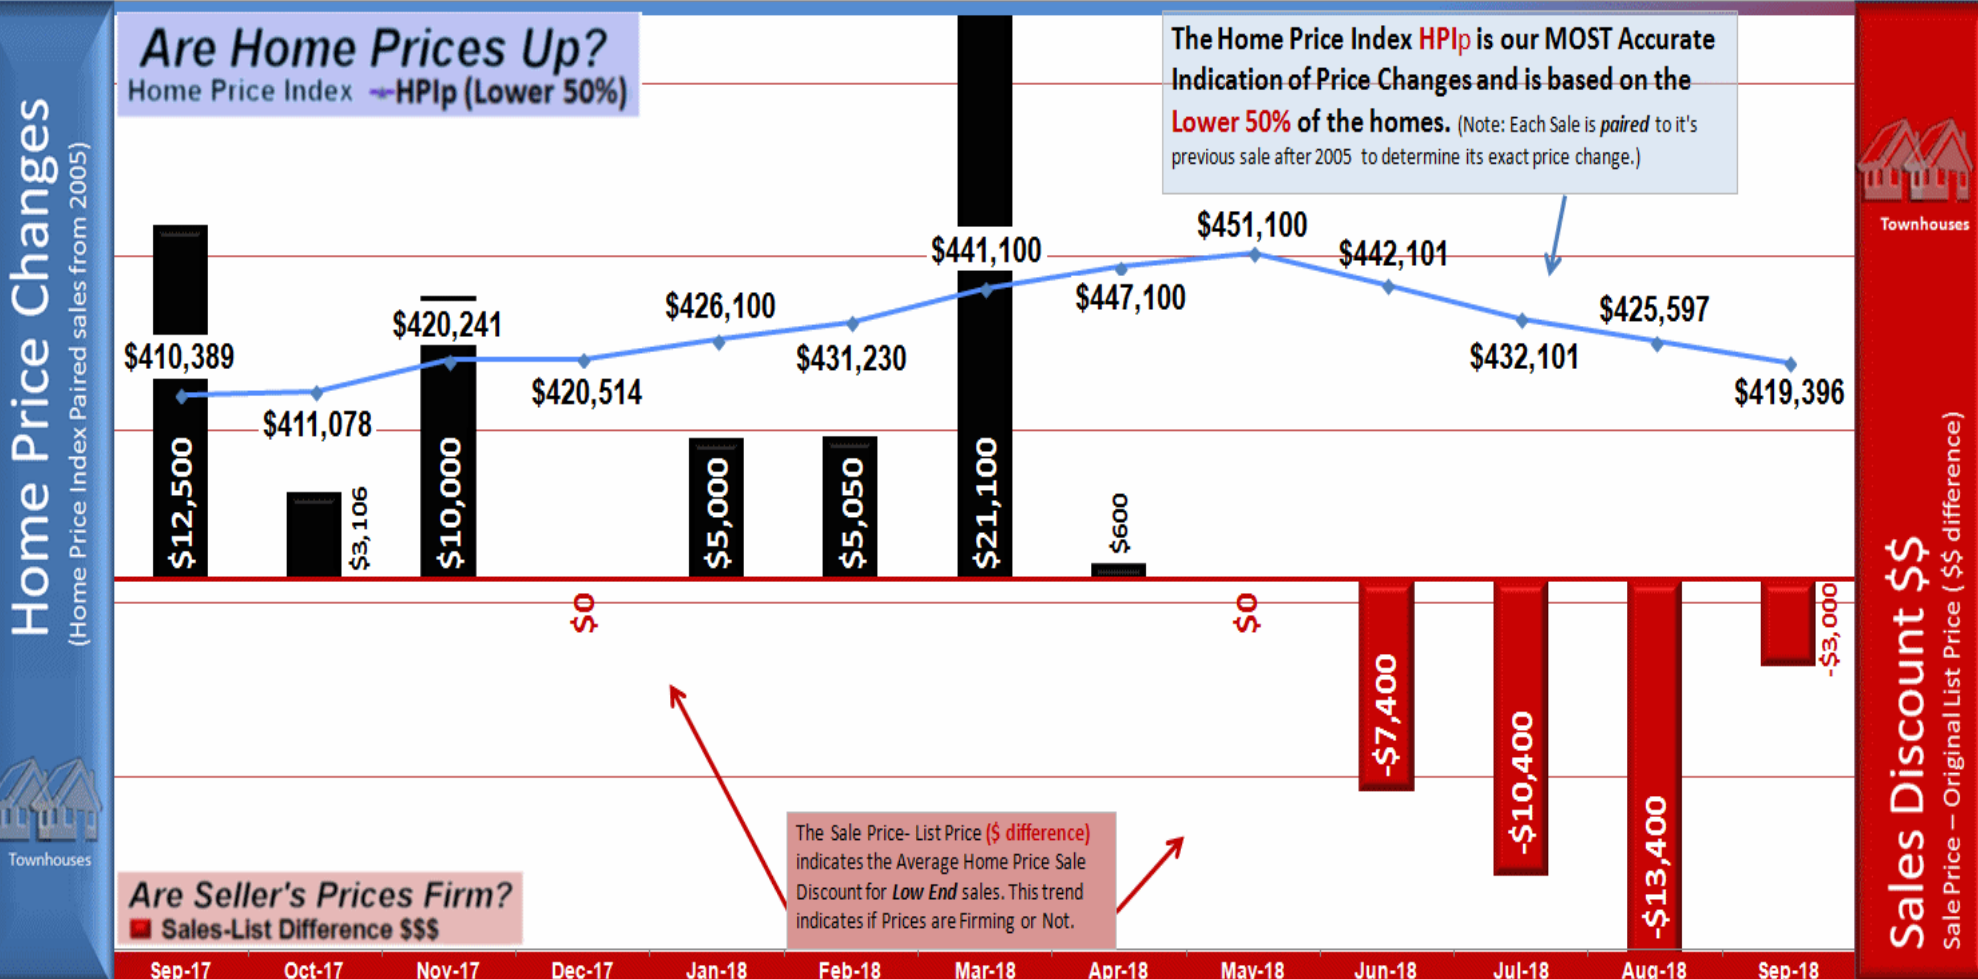 Home Price Changes
(Home Price Index Paired sales from 2005)
Townhouses
Are Home Prices Up?
Home Price Index HPIp (Lower 50%)
The Home Price Index HPIp is our MOST Accurate
Indication of Price Changes and is based on the
Lower 50% of the homes. (Note: Each Sale is paired to it's
previous sale after 2005 to determine its exact price change.)
Townhouses
$410,389
$411,078
$420,241
$420,514
$426,100
$431,230
$441,100
$447,100
$451,100
$442,101
$432,101
$425,597
$419,396
$12,500
$3,106
$10,000
$0
$5,000
$5,050
$21,100
$600
$0
-$7,400
-$10,400
-$13,400
-$3,000
The Sale Price- List Price ($ difference)
indicates the Average Home Price Sale
Discount for Low End sales. This trend
indicates if Prices are Firming or Not.
Are Seller's Prices Firm?
Sales-List Difference $$$
Sales Discount $$
Sale Price – Original List Price ( $$ difference)
Sep-17 Oct-17 Nov-17 Dec-17 Jan-18 Feb-18 Mar-18 Apr-18 May-18 Jun-18 Jul-18 Aug-18 Sep-18